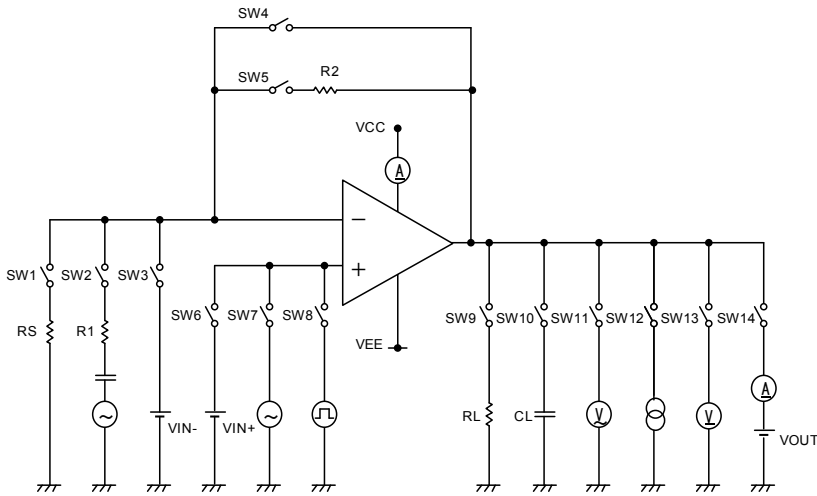 SW4
SW5 R2
VCC
A
−
+
SW1 SW2 SW3
SW6 SW7 SW8
SW9 SW10 SW11 SW12 SW13 SW14
VEE
RS R1
VIN- VIN+
RL CL
A
V
V
VOUT